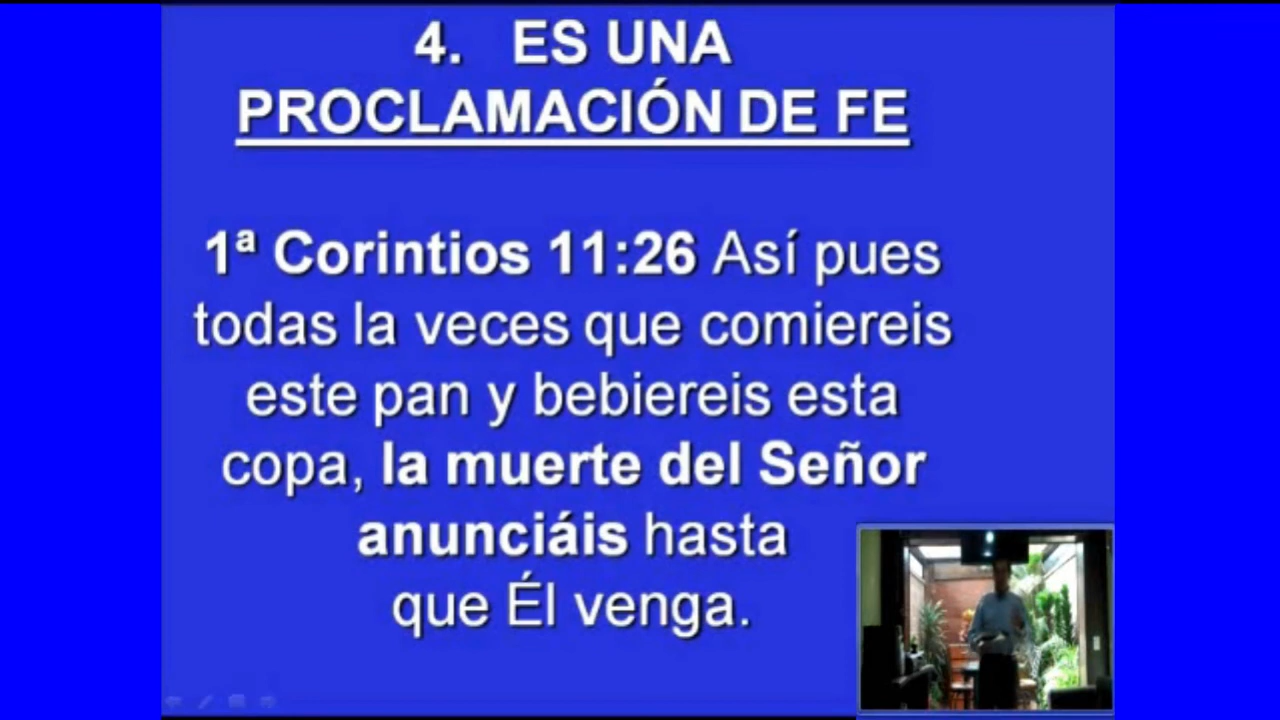 4. ES UNA
PROCLAMACIÓN DE FE
1ª Corintios 11:26 Así pues
todas la veces que comiereis
este pan y bebiereis esta
copa, la muerte del Señor
anunciáis hasta
que Él venga.